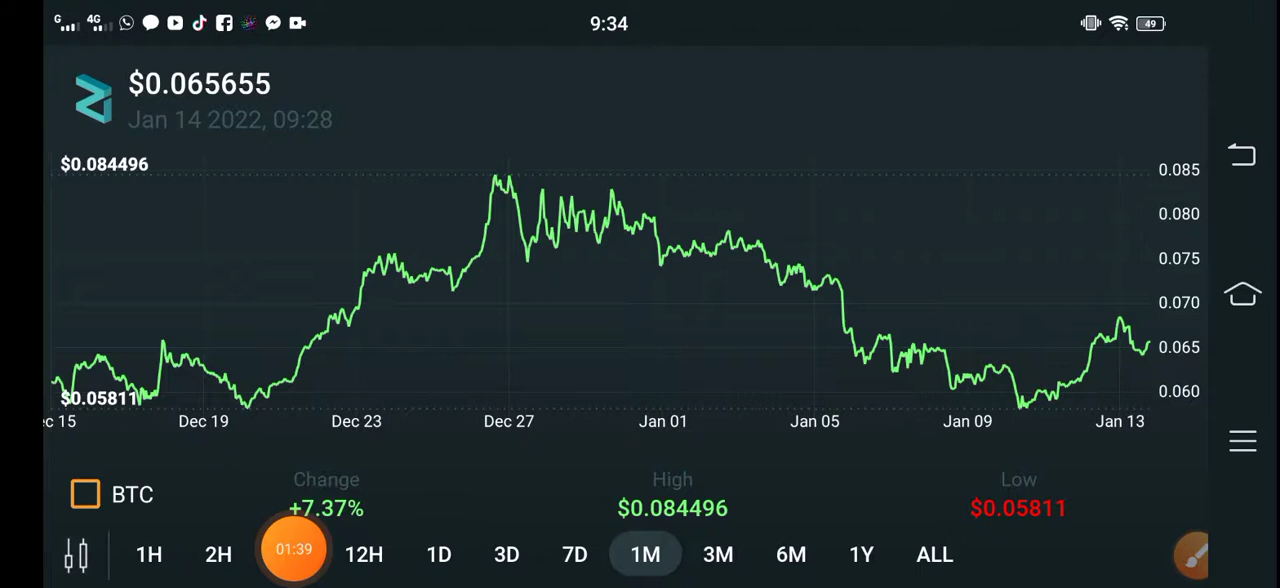 G 4G 9:34 49
$0.065655
Jan 14 2022, 09:28
$0.084496
0.085
0.080
0.075
0.070
0.065
0.060
$0.05811
c 15 Dec 19 Dec 23 Dec 27 Jan 01 Jan 05 Jan 09 Jan 13
BTC
Change High Low
+7.37% $0.084496 $0.05811
1H 2H 01:39 12H 1D 3D 7D 1M 3M 6M 1Y ALL